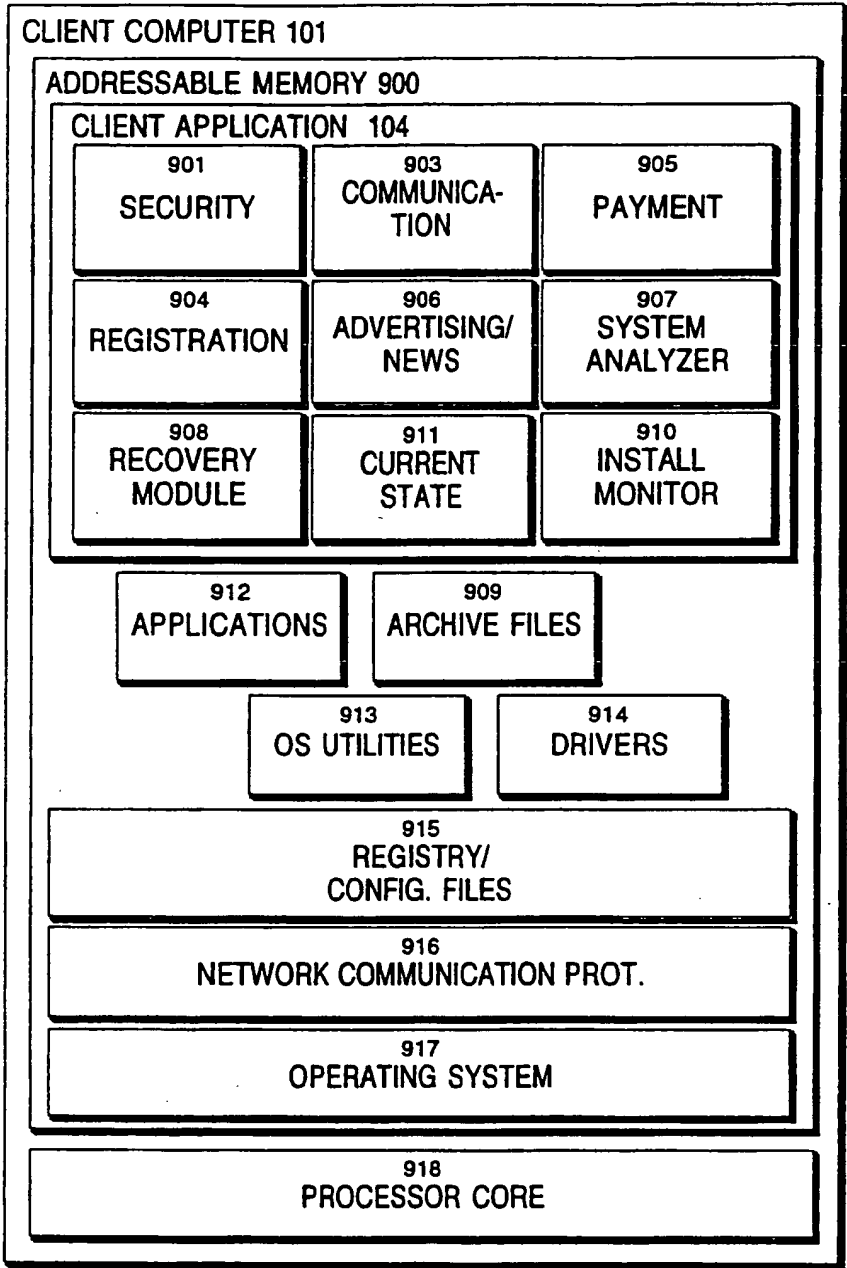 CLIENT COMPUTER 101
ADDRESSABLE MEMORY 900
CLIENT APPLICATION 104
901
SECURITY
903
COMMUNICA-
TION
905
PAYMENT
904
REGISTRATION
906
ADVERTISING/
NEWS
907
SYSTEM
ANALYZER
908
RECOVERY
MODULE
911
CURRENT
STATE
910
INSTALL
MONITOR
912
APPLICATIONS
909
ARCHIVE FILES
913
OS UTILITIES
914
DRIVERS
915
REGISTRY/
CONFIG. FILES
916
NETWORK COMMUNICATION PROT.
917
OPERATING SYSTEM
918
PROCESSOR CORE